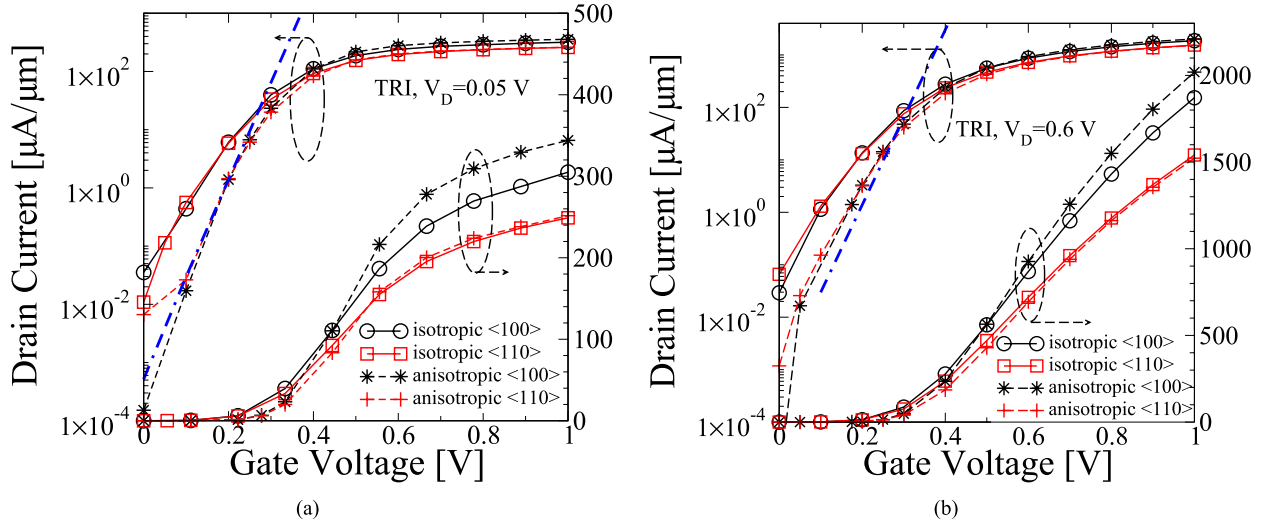 1×10²
1×10⁰
1×10⁻²
1×10⁻⁴
Drain Current [μA/μm]
500
400
300
200
100
0
TRI, V_D=0.05 V
isotropic <100>
isotropic <110>
anisotropic <100>
anisotropic <110>
0 0.2 0.4 0.6 0.8 1
Gate Voltage [V]
(a)
1×10²
1×10⁰
1×10⁻²
1×10⁻⁴
Drain Current [μA/μm]
2000
1500
1000
500
0
TRI, V_D=0.6 V
isotropic <100>
isotropic <110>
anisotropic <100>
anisotropic <110>
0 0.2 0.4 0.6 0.8 1
Gate Voltage [V]
(b)